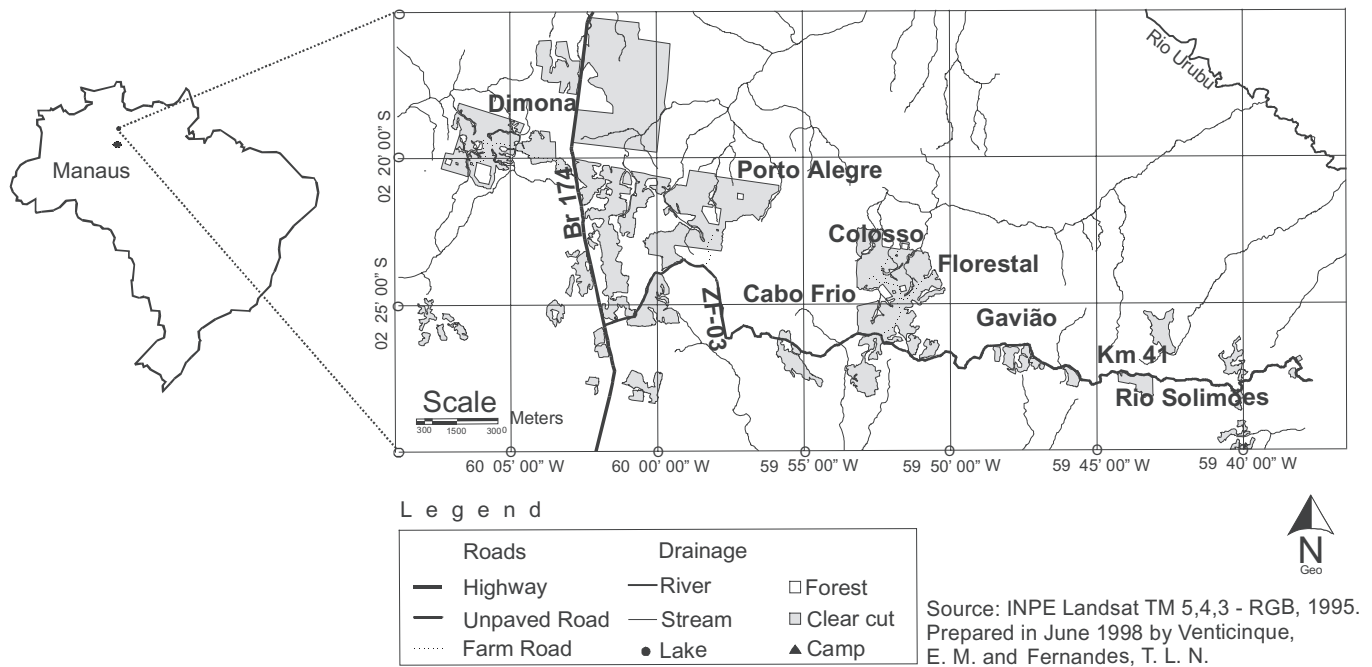 Manaus
Rio Urubu
Dimona
Porto Alegre
Br 174
Colosso
Florestal
Cabo Frio
ZF-03
Gavião
Km 41
Rio Solimões
02 20' 00" S
02 25' 00" S
Scale
Meters
300 1500 3000
60 05' 00" W 60 00' 00" W 59 55' 00" W 59 50' 00" W 59 45' 00" W 59 40' 00" W
Legend
Roads Drainage
Highway River Forest
Unpaved Road Stream Clear cut
Farm Road Lake Camp
N
Geo
Source: INPE Landsat TM 5,4,3 - RGB, 1995.
Prepared in June 1998 by Venticinque,
E. M. and Fernandes, T. L. N.